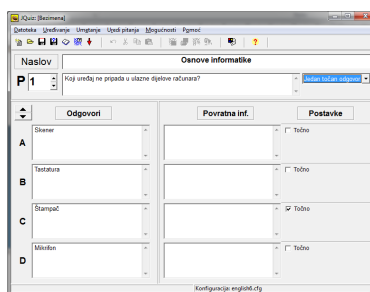 JQuiz: [Bezimena]
Datoteka Uređivanje Umetanje Uredi pitanja Mogućnosti Pomoć
Naslov Osnove informatike
P 1 Koji uređaj ne pripada u ulazne dijelove računara? Jedan točan odgovor
Odgovori Povratna inf. Postavke
A Skener Točno
B Tastatura Točno
C Štampač Točno
D Mikrifon Točno
Konfiguracija: english6.cfg